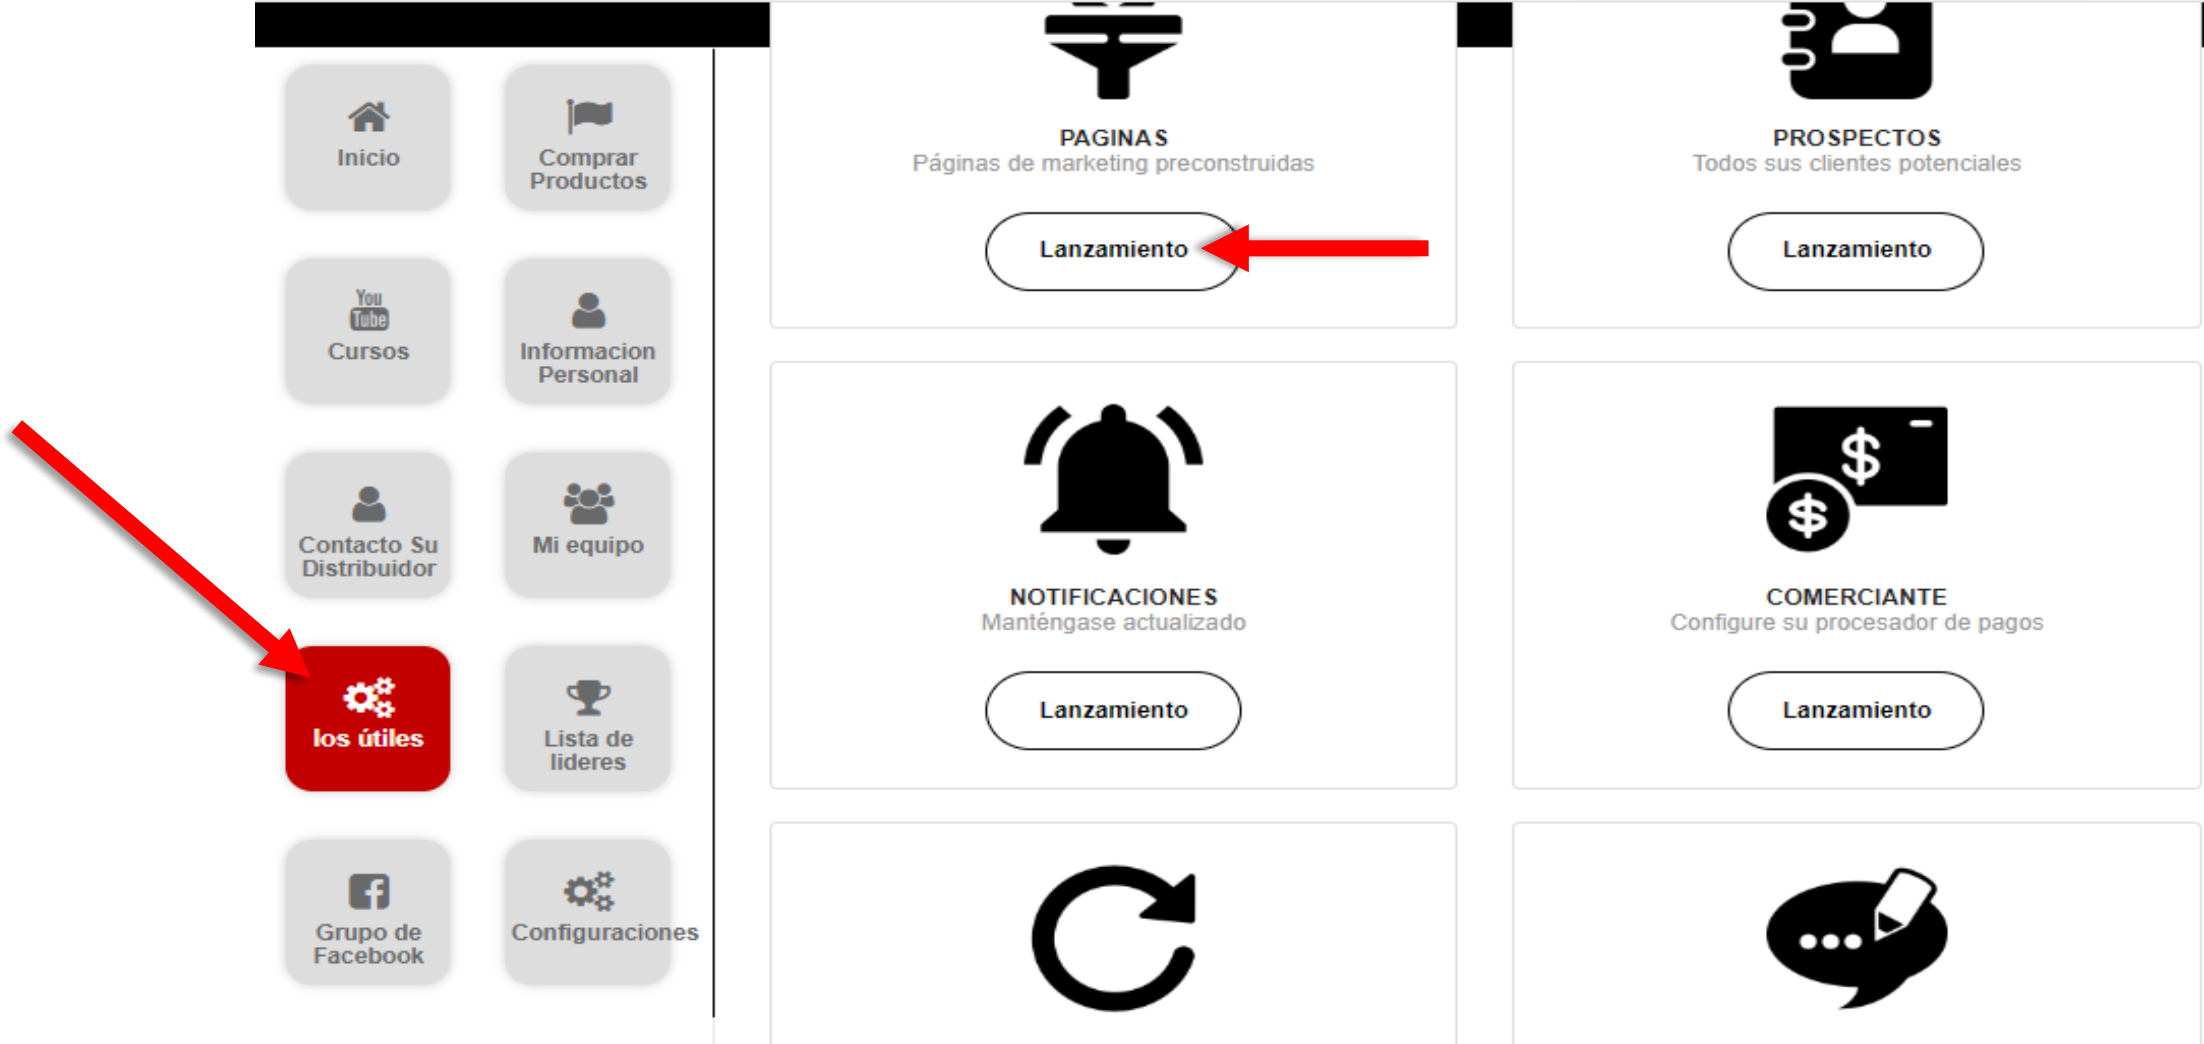 Inicio
Comprar
Productos
You
Tube
Cursos
Informacion
Personal
Contacto Su
Distribuidor
Mi equipo
los útiles
Lista de
lideres
Grupo de
Facebook
Configuraciones
PAGINAS
Páginas de marketing preconstruidas
Lanzamiento
PROSPECTOS
Todos sus clientes potenciales
Lanzamiento
NOTIFICACIONES
Manténgase actualizado
Lanzamiento
COMERCIANTE
Configure su procesador de pagos
Lanzamiento